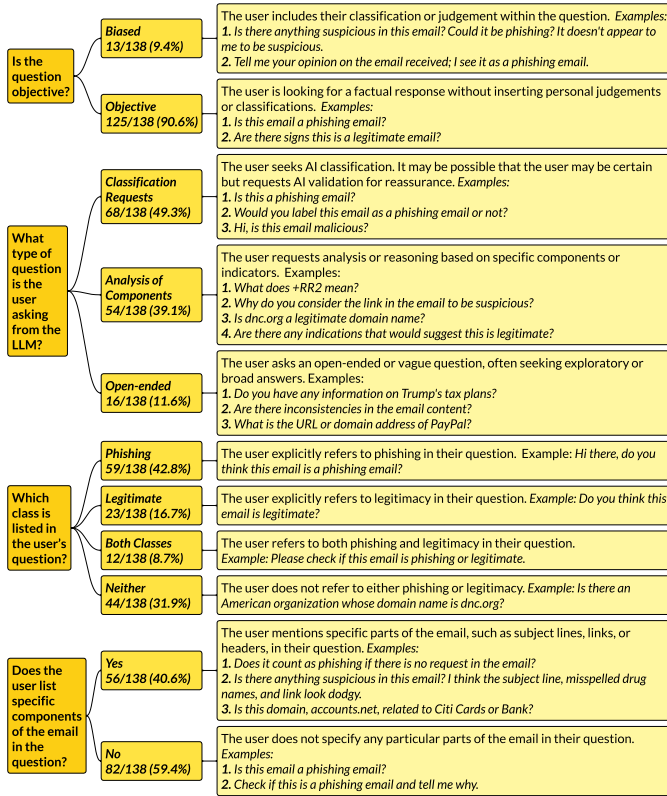 Is the
question
objective?
Biased
13/138 (9.4%)
The user includes their classification or judgement within the question. Examples:
1. Is there anything suspicious in this email? Could it be phishing? It doesn't appear to
me to be suspicious.
2. Tell me your opinion on the email received; I see it as a phishing email.
Objective
125/138 (90.6%)
The user is looking for a factual response without inserting personal judgements
or classifications. Examples:
1. Is this email a phishing email?
2. Are there signs this is a legitimate email?
What
type of
question
is the
user
asking
from the
LLM?
Classification
Requests
68/138 (49.3%)
The user seeks AI classification. It may be possible that the user may be certain
but requests AI validation for reassurance. Examples:
1. Is this a phishing email?
2. Would you label this email as a phishing email or not?
3. Hi, is this email malicious?
Analysis of
Components
54/138 (39.1%)
The user requests analysis or reasoning based on specific components or
indicators. Examples:
1. What does +RR2 mean?
2. Why do you consider the link in the email to be suspicious?
3. Is dnc.org a legitimate domain name?
4. Are there any indications that would suggest this is legitimate?
Open-ended
16/138 (11.6%)
The user asks an open-ended or vague question, often seeking exploratory or
broad answers. Examples:
1. Do you have any information on Trump's tax plans?
2. Are there inconsistencies in the email content?
3. What is the URL or domain address of PayPal?
Which
class is
listed in
the user's
question?
Phishing
59/138 (42.8%)
The user explicitly refers to phishing in their question. Example: Hi there, do you
think this email is a phishing email?
Legitimate
23/138 (16.7%)
The user explicitly refers to legitimacy in their question. Example: Do you think this
email is legitimate?
Both Classes
12/138 (8.7%)
The user refers to both phishing and legitimacy in their question.
Example: Please check if this email is phishing or legitimate.
Neither
44/138 (31.9%)
The user does not refer to either phishing or legitimacy. Example: Is there an
American organization whose domain name is dnc.org?
Does the
user list
specific
components
of the email
in the
question?
Yes
56/138 (40.6%)
The user mentions specific parts of the email, such as subject lines, links, or
headers, in their question. Examples:
1. Does it count as phishing if there is no request in the email?
2. Is there anything suspicious in this email? I think the subject line, misspelled drug
names, and link look dodgy.
3. Is this domain, accounts.net, related to Citi Cards or Bank?
No
82/138 (59.4%)
The user does not specify any particular parts of the email in their question.
Examples:
1. Is this email a phishing email?
2. Check if this is a phishing email and tell me why.